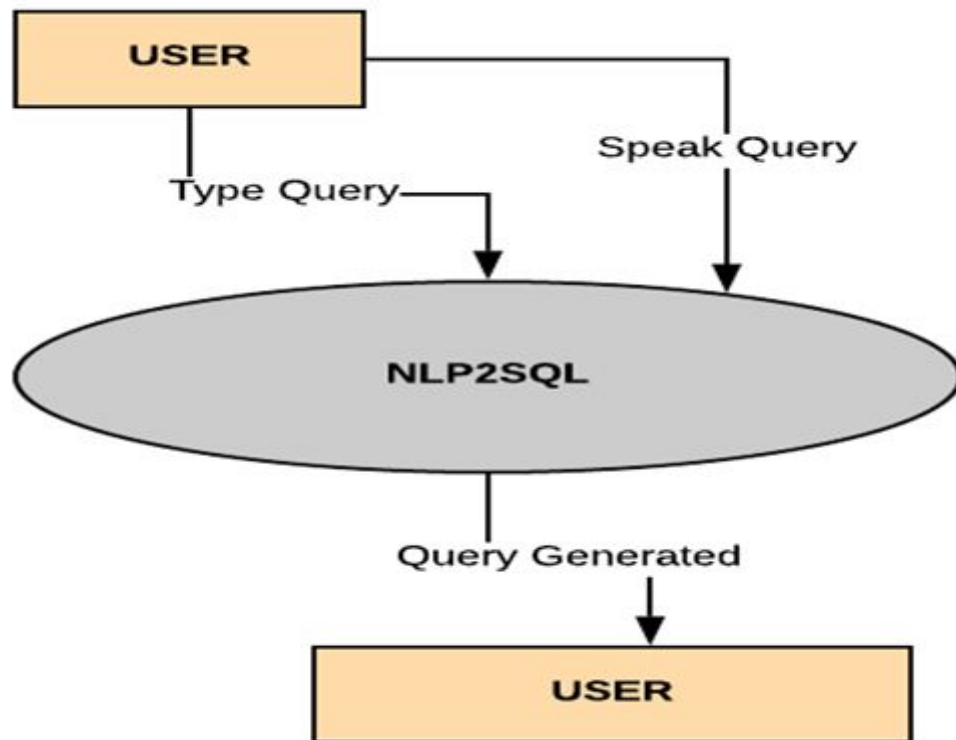 USER
Speak Query
Type Query
NLP2SQL
Query Generated
USER